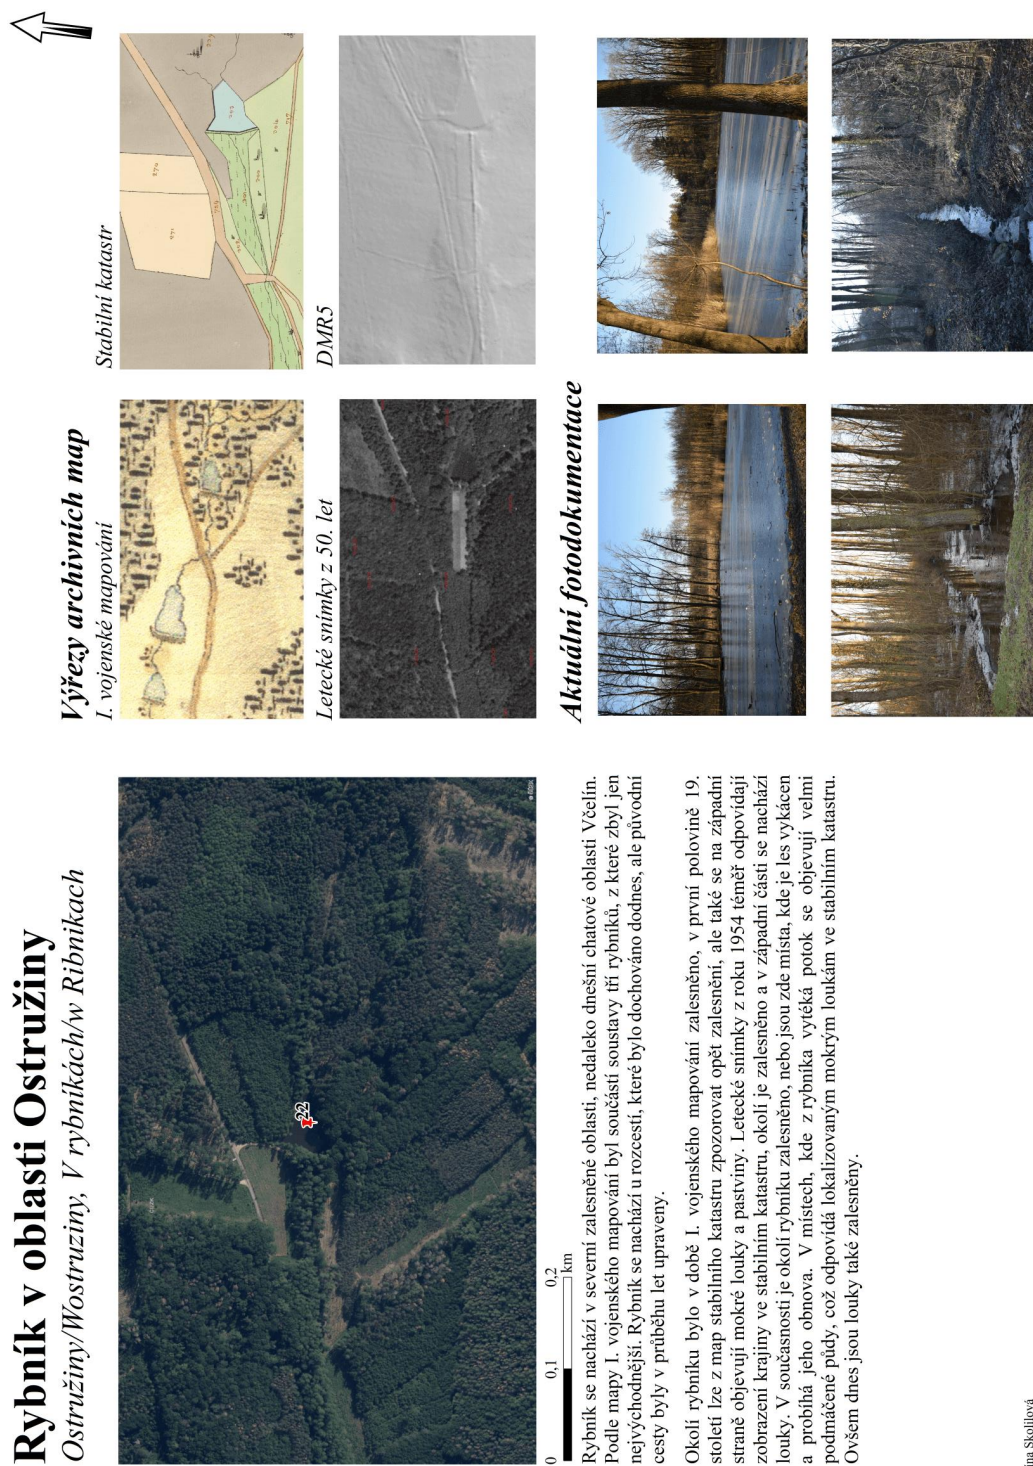 Rybník v oblasti Ostružiny
Ostružiny/Wostruziny, V rybníkách/w Ribnikach
22
0 0,1 0,2
km
Rybník se nachází v severní zalesněné oblasti, nedaleko dnešní chatové oblasti Včelín.
Podle mapy I. vojenského mapování byl součástí soustavy tří rybníků, z které zbyl jen
nejvýchodnější. Rybník se nachází u rozcestí, které bylo dochováno dodnes, ale původní
cesty byly v průběhu let upraveny.
Okolí rybníku bylo v době I. vojenského mapování zalesněno, v první polovině 19.
století lze z map stabilního katastru zpozorovat opět zalesnění, ale také se na západní
straně objevují mokré louky a pastviny. Letecké snímky z roku 1954 téměř odpovídají
zobrazení krajiny ve stabilním katastru, okolí je zalesněno a v západní části se nachází
louky. V současnosti je okolí rybníku zalesněno, nebo jsou zde místa, kde je les vykácen
a probíhá jeho obnova. V místech, kde z rybníka vytéká potok se objevují velmi
podmáčené půdy, což odpovídá lokalizovaným mokrým loukám ve stabilním katastru.
Ovšem dnes jsou louky také zalesněny.
Výřezy archivních map
I. vojenské mapování
Stabilní katastr
Letecké snímky z 50. let
DMR5
Aktuální fotodokumentace
Skolilová